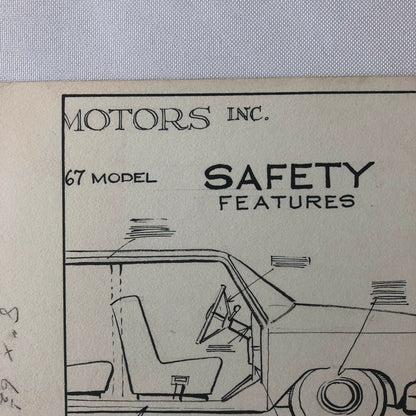 MOTORS INC.
67 MODEL
SAFETY
FEATURES